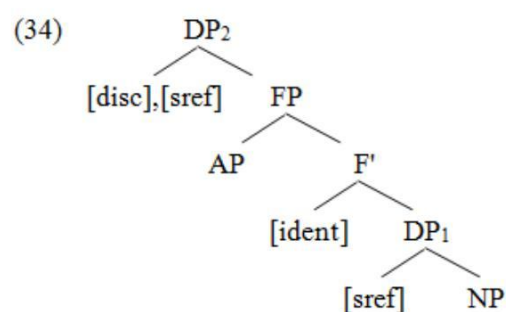 (34) DP₂
[disc],[sref] FP
AP F'
[ident] DP₁
[sref] NP